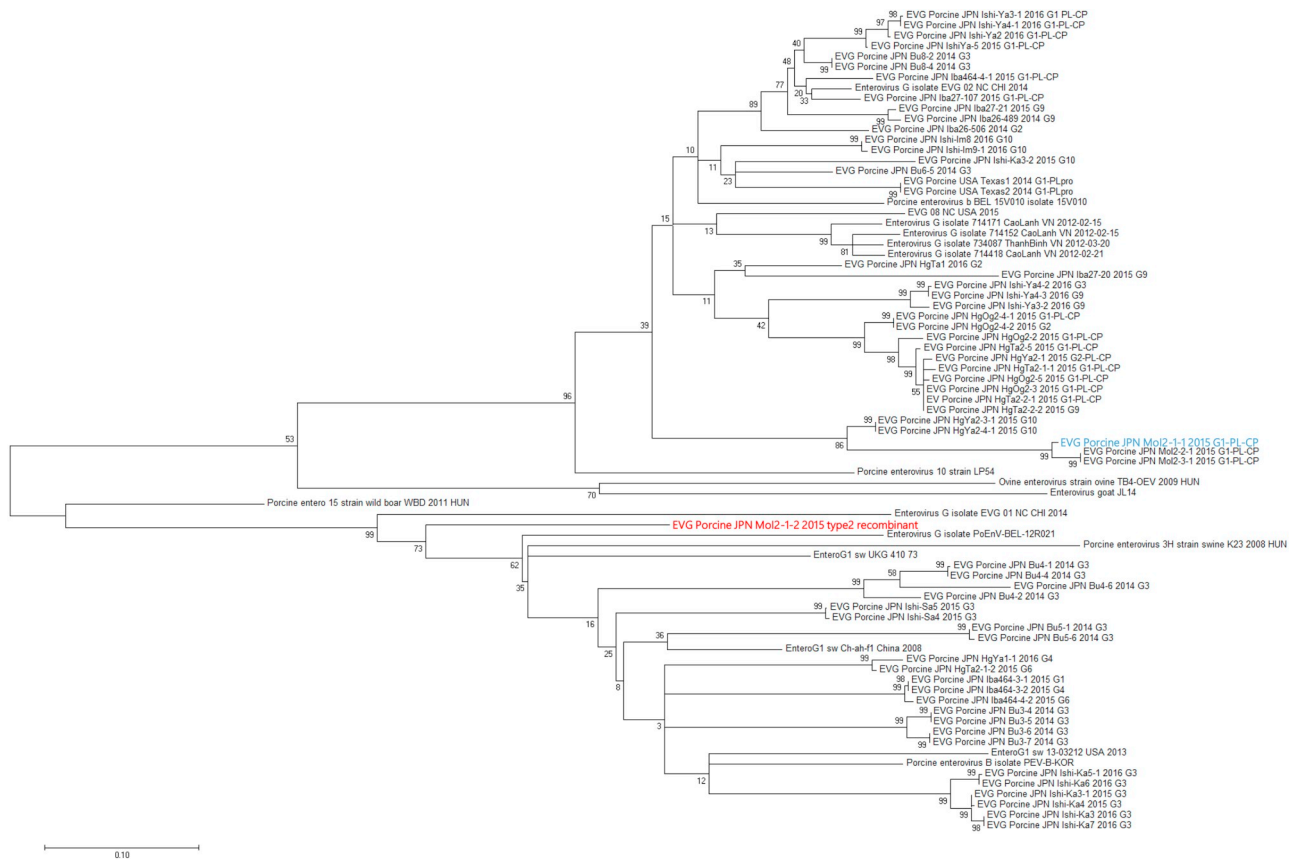 EVG Porcine JPN Ishi-Ya3-1 2016 G1 PL-CP
EVG Porcine JPN Ishi-Ya4-1 2016 G1-PL-CP
EVG Porcine JPN Ishi-Ya2 2016 G1-PL-CP
EVG Porcine JPN IshiYa-5 2015 G1-PL-CP
EVG Porcine JPN Bu8-2 2014 G3
EVG Porcine JPN Bu8-4 2014 G3
EVG Porcine JPN Iba464-4-1 2015 G1-PL-CP
Enterovirus G isolate EVG 02 NC CHI 2014
EVG Porcine JPN Iba27-107 2015 G1-PL-CP
EVG Porcine JPN Iba27-21 2015 G9
EVG Porcine JPN Iba26-489 2014 G9
EVG Porcine JPN Iba26-506 2014 G2
EVG Porcine JPN Ishi-Im8 2016 G10
EVG Porcine JPN Ishi-Im9-1 2016 G10
EVG Porcine JPN Ishi-Ka3-2 2015 G10
EVG Porcine JPN Bu6-5 2014 G3
EVG Porcine USA Texas1 2014 G1-PLpro
EVG Porcine USA Texas2 2014 G1-PLpro
Porcine enterovirus b BEL 15V010 isolate 15V010
EVG 08 NC USA 2015
Enterovirus G isolate 714171 CaoLanh VN 2012-02-15
Enterovirus G isolate 714152 CaoLanh VN 2012-02-15
Enterovirus G isolate 734087 ThanhBinh VN 2012-03-20
Enterovirus G isolate 714418 CaoLanh VN 2012-02-21
EVG Porcine JPN HgTa1 2016 G2
EVG Porcine JPN Iba27-20 2015 G9
EVG Porcine JPN Ishi-Ya4-2 2016 G3
EVG Porcine JPN Ishi-Ya4-3 2016 G9
EVG Porcine JPN Ishi-Ya3-2 2016 G9
EVG Porcine JPN HgOg2-4-1 2015 G1-PL-CP
EVG Porcine JPN HgOg2-4-2 2015 G2
EVG Porcine JPN HgOg2-2 2015 G1-PL-CP
EVG Porcine JPN HgTa2-5 2015 G1-PL-CP
EVG Porcine JPN HgYa2-1 2015 G2-PL-CP
EVG Porcine JPN HgTa2-1-1 2015 G1-PL-CP
EVG Porcine JPN HgOg2-5 2015 G1-PL-CP
EVG Porcine JPN HgOg2-3 2015 G1-PL-CP
EV Porcine JPN HgTa2-2-1 2015 G1-PL-CP
EVG Porcine JPN HgTa2-2-2 2015 G9
EVG Porcine JPN HgYa2-3-1 2015 G10
EVG Porcine JPN HgYa2-4-1 2015 G10
EVG Porcine JPN MoI2-1-1 2015 G1-PL-CP
EVG Porcine JPN MoI2-2-1 2015 G1-PL-CP
EVG Porcine JPN MoI2-3-1 2015 G1-PL-CP
Porcine enterovirus 10 strain LP54
Ovine enterovirus strain ovine TB4-OEV 2009 HUN
Enterovirus goat JL14
Porcine entero 15 strain wild boar WBD 2011 HUN
Enterovirus G isolate EVG 01 NC CHI 2014
EVG Porcine JPN MoI2-1-2 2015 type2 recombinant
Enterovirus G isolate PoEnV-BEL-12R021
Porcine enterovirus 3H strain swine K23 2008 HUN
EnteroG1 sw UKG 410 73
EVG Porcine JPN Bu4-1 2014 G3
EVG Porcine JPN Bu4-4 2014 G3
EVG Porcine JPN Bu4-6 2014 G3
EVG Porcine JPN Bu4-2 2014 G3
EVG Porcine JPN Ishi-Sa5 2015 G3
EVG Porcine JPN Ishi-Sa4 2015 G3
EVG Porcine JPN Bu5-1 2014 G3
EVG Porcine JPN Bu5-6 2014 G3
EnteroG1 sw Ch-ah-f1 China 2008
EVG Porcine JPN HgYa1-1 2016 G4
EVG Porcine JPN HgTa2-1-2 2015 G6
EVG Porcine JPN Iba464-3-1 2015 G1
EVG Porcine JPN Iba464-3-2 2015 G4
EVG Porcine JPN Iba464-4-2 2015 G6
EVG Porcine JPN Bu3-4 2014 G3
EVG Porcine JPN Bu3-5 2014 G3
EVG Porcine JPN Bu3-6 2014 G3
EVG Porcine JPN Bu3-7 2014 G3
EnteroG1 sw 13-03212 USA 2013
Porcine enterovirus B isolate PEV-B-KOR
EVG Porcine JPN Ishi-Ka5-1 2016 G3
EVG Porcine JPN Ishi-Ka6 2016 G3
EVG Porcine JPN Ishi-Ka3-1 2015 G3
EVG Porcine JPN Ishi-Ka4 2015 G3
EVG Porcine JPN Ishi-Ka3 2016 G3
EVG Porcine JPN Ishi-Ka7 2016 G3
98
97
99
40
99
48
20
33
77
99
89
99
10
11
23
99
15
13
99
81
35
11
99
99
42
99
99
98
99
55
39
99
86
99
99
96
53
70
99
73
62
35
99
58
99
16
99
25
36
99
8
99
98
99
99
99
3
12
99
99
99
98
0.10